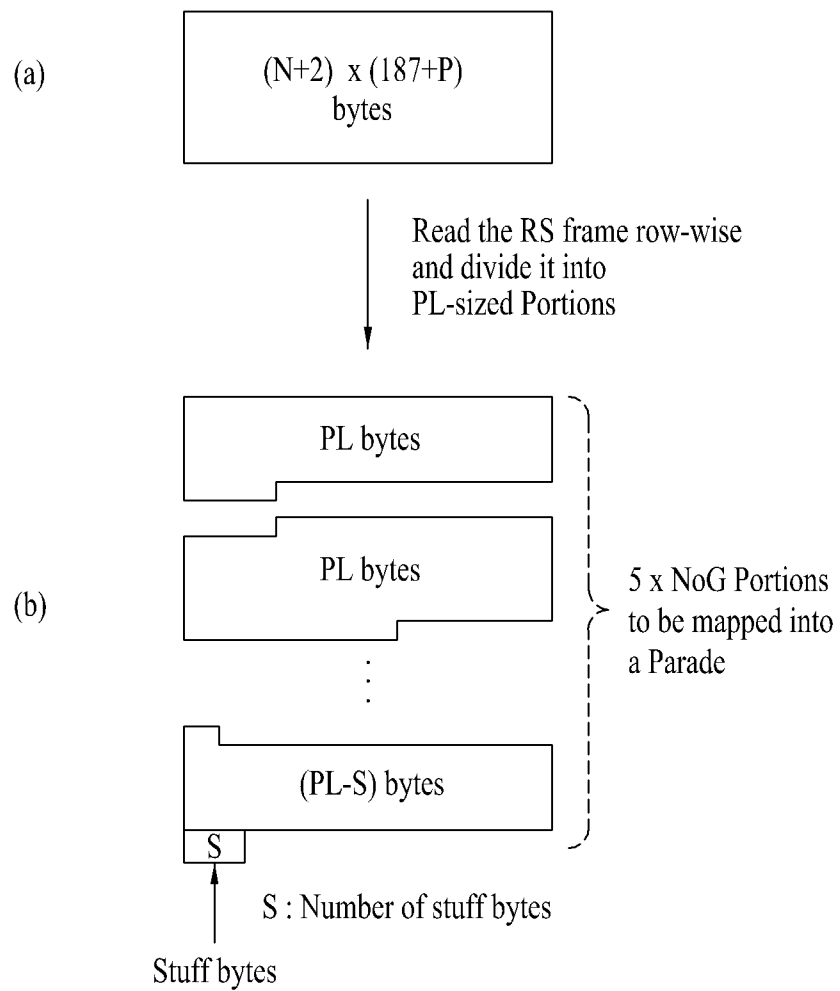 (a)
(N+2) x (187+P)
bytes
Read the RS frame row-wise
and divide it into
PL-sized Portions
PL bytes
PL bytes
(b)
5 x NoG Portions
to be mapped into
a Parade
(PL-S) bytes
S
S : Number of stuff bytes
Stuff bytes